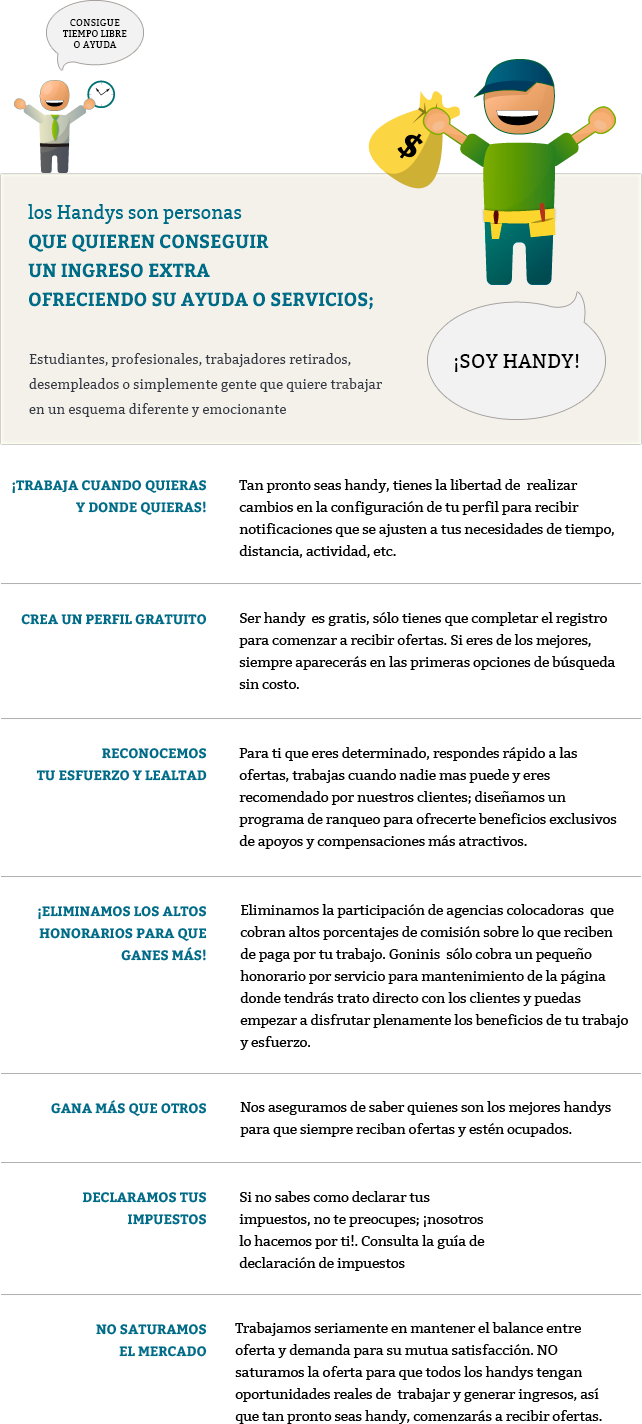 CONSIGUE
TIEMPO LIBRE
O AYUDA
$
los Handys son personas
QUE QUIEREN CONSEGUIR
UN INGRESO EXTRA
OFRECIENDO SU AYUDA O SERVICIOS;
Estudiantes, profesionales, trabajadores retirados,
desempleados o simplemente gente que quiere trabajar
en un esquema diferente y emocionante
¡SOY HANDY!
¡TRABAJA CUANDO QUIERAS
Y DONDE QUIERAS!
Tan pronto seas handy, tienes la libertad de realizar
cambios en la configuración de tu perfil para recibir
notificaciones que se ajusten a tus necesidades de tiempo,
distancia, actividad, etc.
CREA UN PERFIL GRATUITO
Ser handy es gratis, sólo tienes que completar el registro
para comenzar a recibir ofertas. Si eres de los mejores,
siempre aparecerás en las primeras opciones de búsqueda
sin costo.
RECONOCEMOS
TU ESFUERZO Y LEALTAD
Para ti que eres determinado, respondes rápido a las
ofertas, trabajas cuando nadie mas puede y eres
recomendado por nuestros clientes; diseñamos un
programa de ranqueo para ofrecerte beneficios exclusivos
de apoyos y compensaciones más atractivos.
¡ELIMINAMOS LOS ALTOS
HONORARIOS PARA QUE
GANES MÁS!
Eliminamos la participación de agencias colocadoras que
cobran altos porcentajes de comisión sobre lo que reciben
de paga por tu trabajo. Goninis sólo cobra un pequeño
honorario por servicio para mantenimiento de la página
donde tendrás trato directo con los clientes y puedas
empezar a disfrutar plenamente los beneficios de tu trabajo
y esfuerzo.
GANA MÁS QUE OTROS
Nos aseguramos de saber quienes son los mejores handys
para que siempre reciban ofertas y estén ocupados.
DECLARAMOS TUS
IMPUESTOS
Si no sabes como declarar tus
impuestos, no te preocupes; ¡nosotros
lo hacemos por ti!. Consulta la guía de
declaración de impuestos
NO SATURAMOS
EL MERCADO
Trabajamos seriamente en mantener el balance entre
oferta y demanda para su mutua satisfacción. NO
saturamos la oferta para que todos los handys tengan
oportunidades reales de trabajar y generar ingresos, así
que tan pronto seas handy, comenzarás a recibir ofertas.